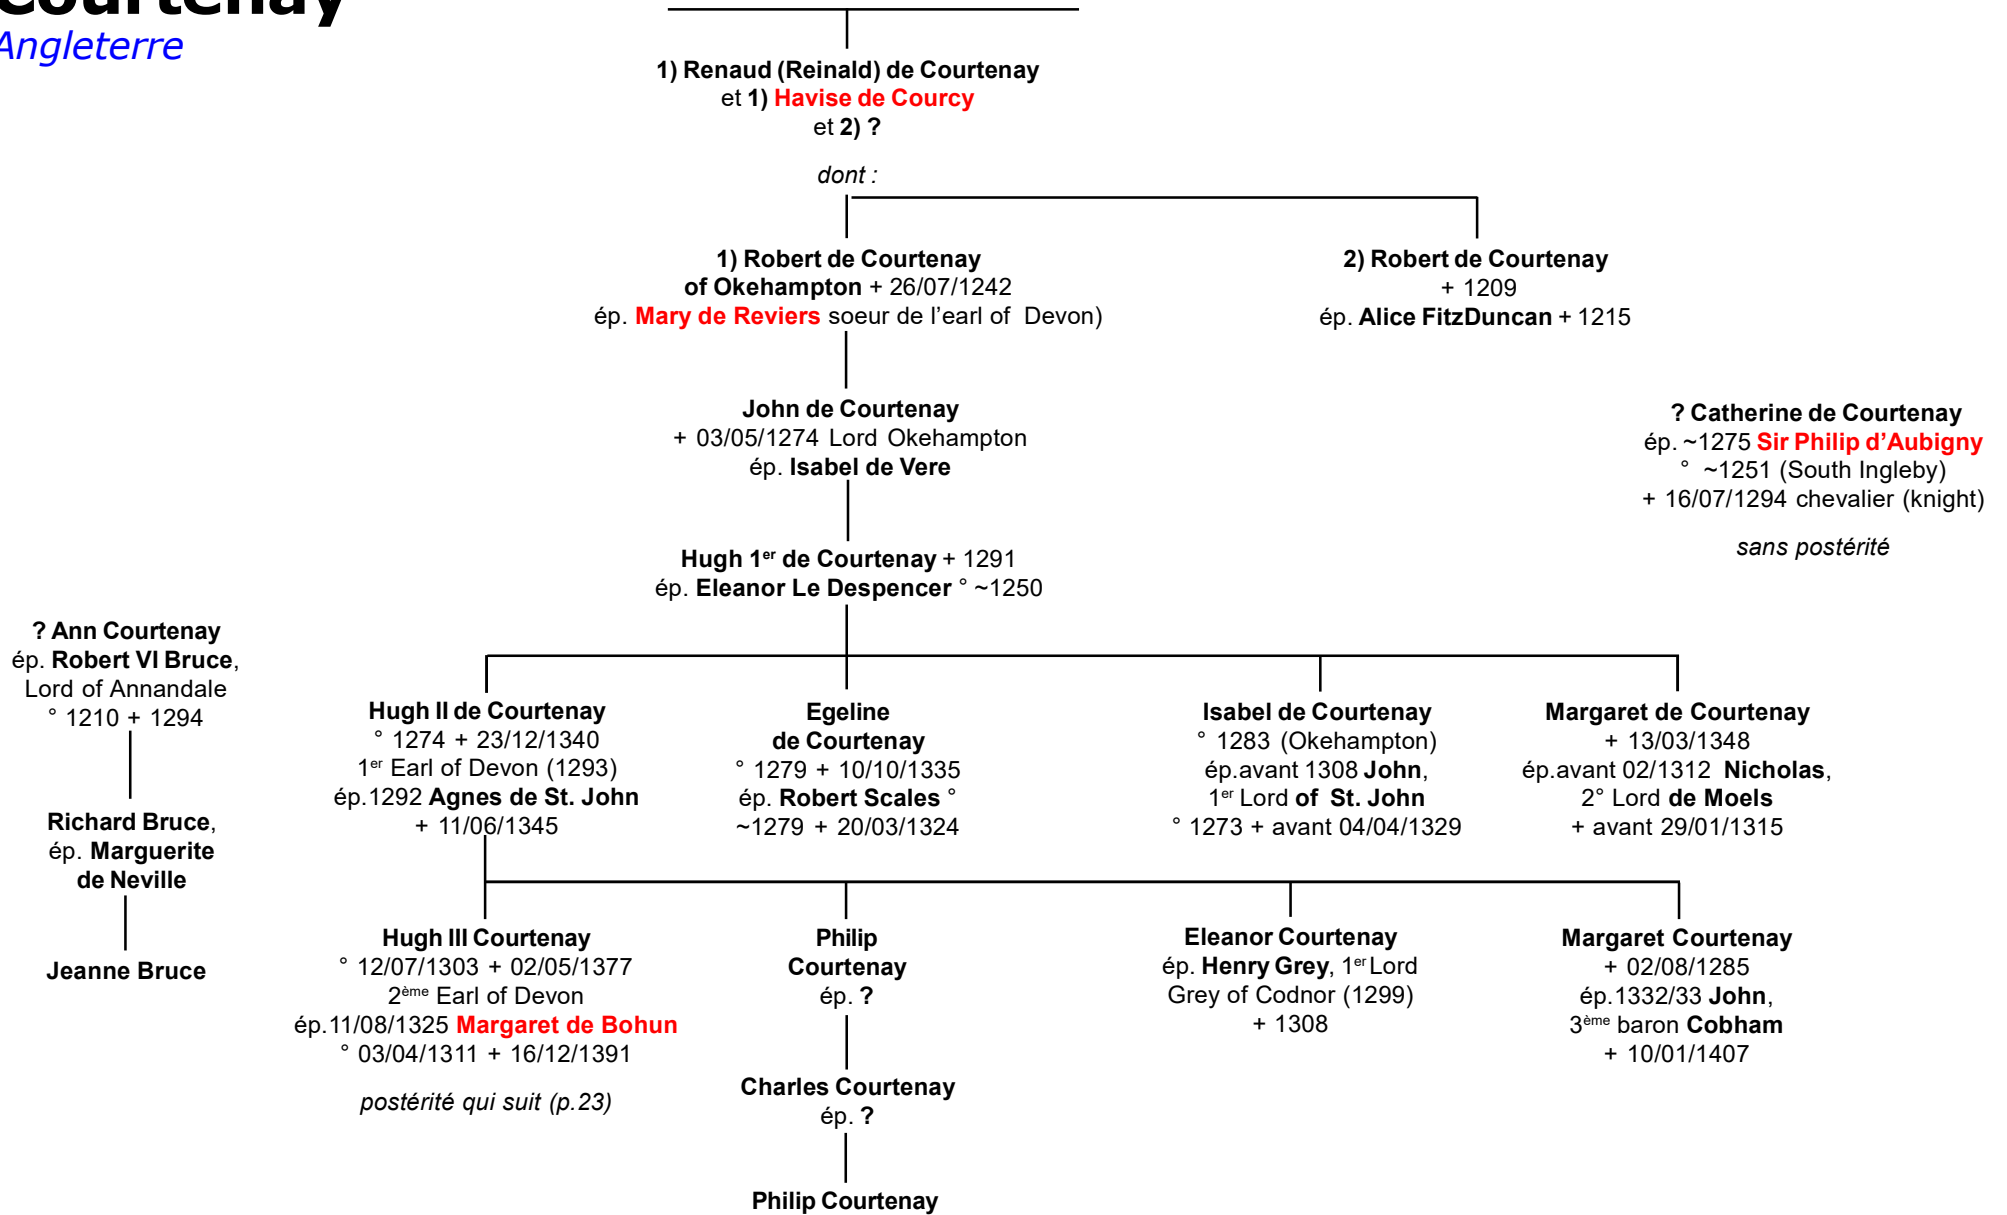 Courtenay
Angleterre
1) Renaud (Reinald) de Courtenay
et 1) Havise de Courcy
et 2) ?
dont :
1) Robert de Courtenay
of Okehampton + 26/07/1242
ép. Mary de Reviers soeur de l’earl of Devon)
2) Robert de Courtenay
+ 1209
ép. Alice FitzDuncan + 1215
John de Courtenay
+ 03/05/1274 Lord Okehampton
ép. Isabel de Vere
? Catherine de Courtenay
ép. ~1275 Sir Philip d’Aubigny
° ~1251 (South Ingleby)
+ 16/07/1294 chevalier (knight)
sans postérité
Hugh 1er de Courtenay + 1291
ép. Eleanor Le Despencer ° ~1250
? Ann Courtenay
ép. Robert VI Bruce,
Lord of Annandale
° 1210 + 1294
Richard Bruce,
ép. Marguerite
de Neville
Jeanne Bruce
Hugh II de Courtenay
° 1274 + 23/12/1340
1er Earl of Devon (1293)
ép.1292 Agnes de St. John
+ 11/06/1345
Egeline
de Courtenay
° 1279 + 10/10/1335
ép. Robert Scales °
~1279 + 20/03/1324
Isabel de Courtenay
° 1283 (Okehampton)
ép.avant 1308 John,
1er Lord of St. John
° 1273 + avant 04/04/1329
Margaret de Courtenay
+ 13/03/1348
ép.avant 02/1312 Nicholas,
2° Lord de Moels
+ avant 29/01/1315
Hugh III Courtenay
° 12/07/1303 + 02/05/1377
2ème Earl of Devon
ép.11/08/1325 Margaret de Bohun
° 03/04/1311 + 16/12/1391
postérité qui suit (p.23)
Philip
Courtenay
ép. ?
Charles Courtenay
ép. ?
Philip Courtenay
Eleanor Courtenay
ép. Henry Grey, 1er Lord
Grey of Codnor (1299)
+ 1308
Margaret Courtenay
+ 02/08/1285
ép.1332/33 John,
3ème baron Cobham
+ 10/01/1407